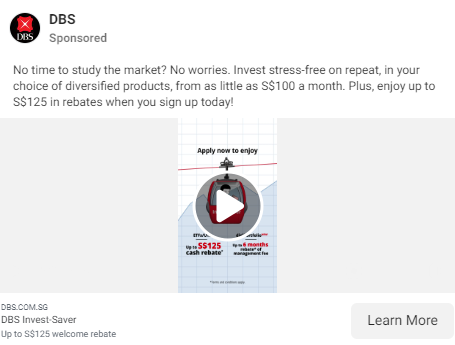 DBS
DBS
Sponsored
No time to study the market? No worries. Invest stress-free on repeat, in your
choice of diversified products, from as little as S$100 a month. Plus, enjoy up to
S$125 in rebates when you sign up today!
Apply now to enjoy
Up to S$125
cash rebate*
Up to 6 months
rebate* of
management fee
*Terms and conditions apply.
DBS.COM.SG
DBS Invest-Saver
Up to S$125 welcome rebate
Learn More